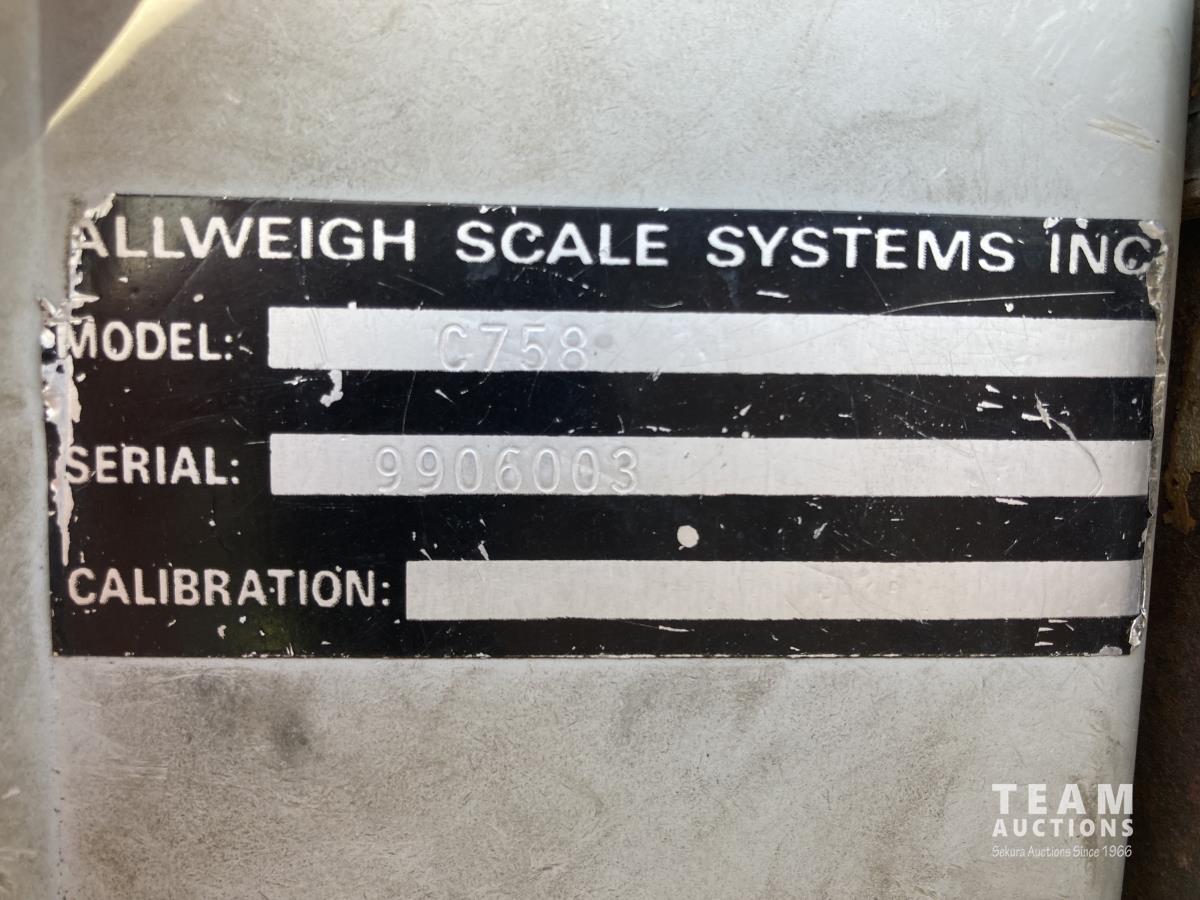 ALLWEIGH SCALE SYSTEMS INC
MODEL: C758
SERIAL: 9906003
CALIBRATION:
TEAM
AUCTIONS
Sekura Auctions Since 1966